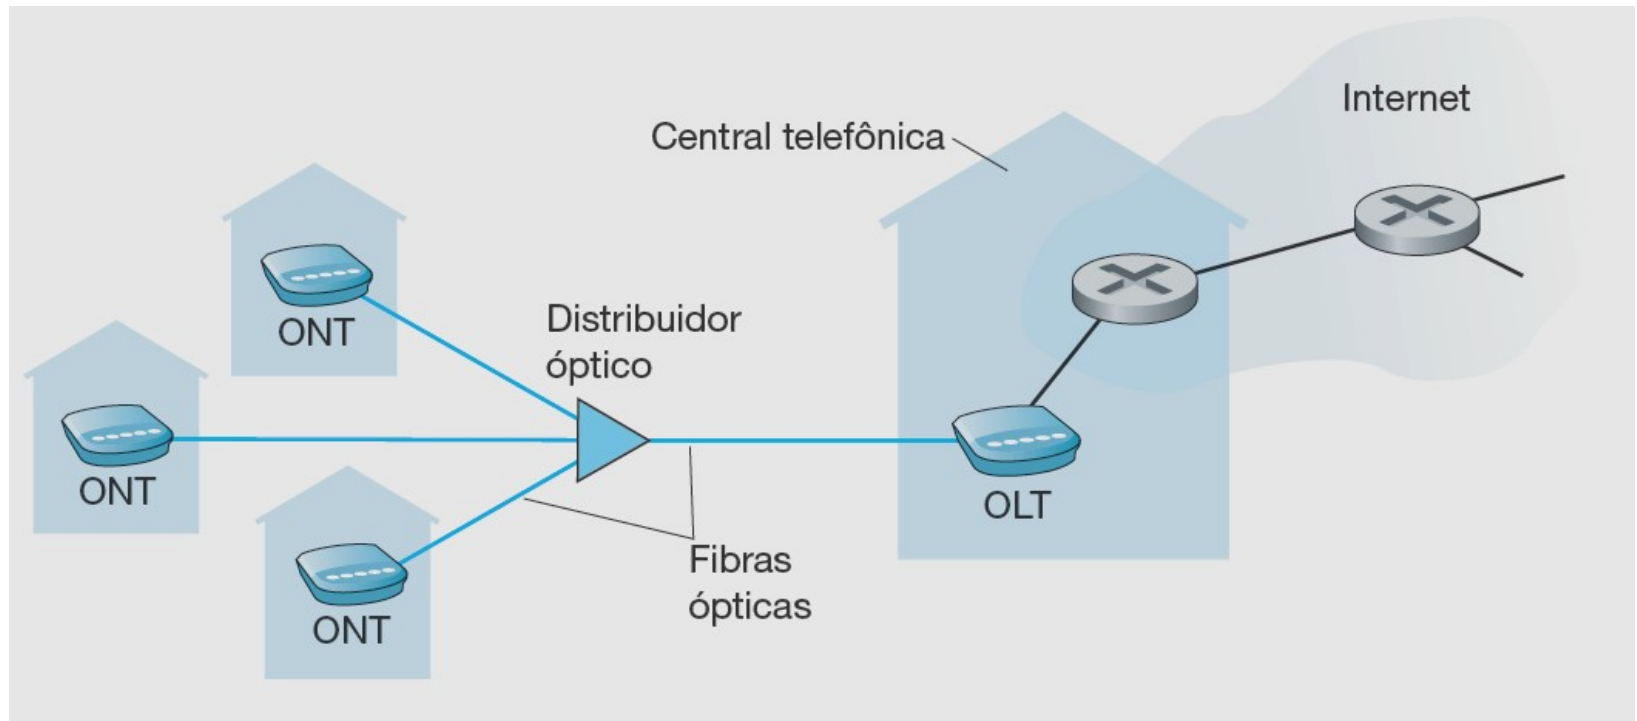 Internet
Central telefônica
Distribuidor
óptico
ONT
ONT
ONT
OLT
Fibras
ópticas